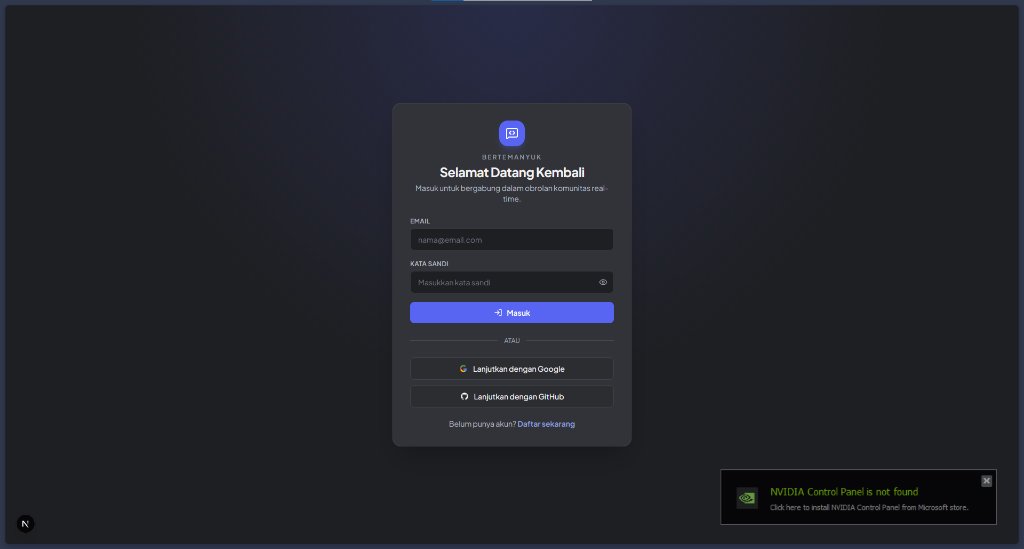 BERTEMANYUK
Selamat Datang Kembali
Masuk untuk bergabung dalam obrolan komunitas real-
time.
EMAIL
nama@email.com
KATA SANDI
Masukkan kata sandi
Masuk
ATAU
Lanjutkan dengan Google
Lanjutkan dengan GitHub
Belum punya akun? Daftar sekarang
NVIDIA Control Panel is not found
Click here to install NVIDIA Control Panel from Microsoft store.
N